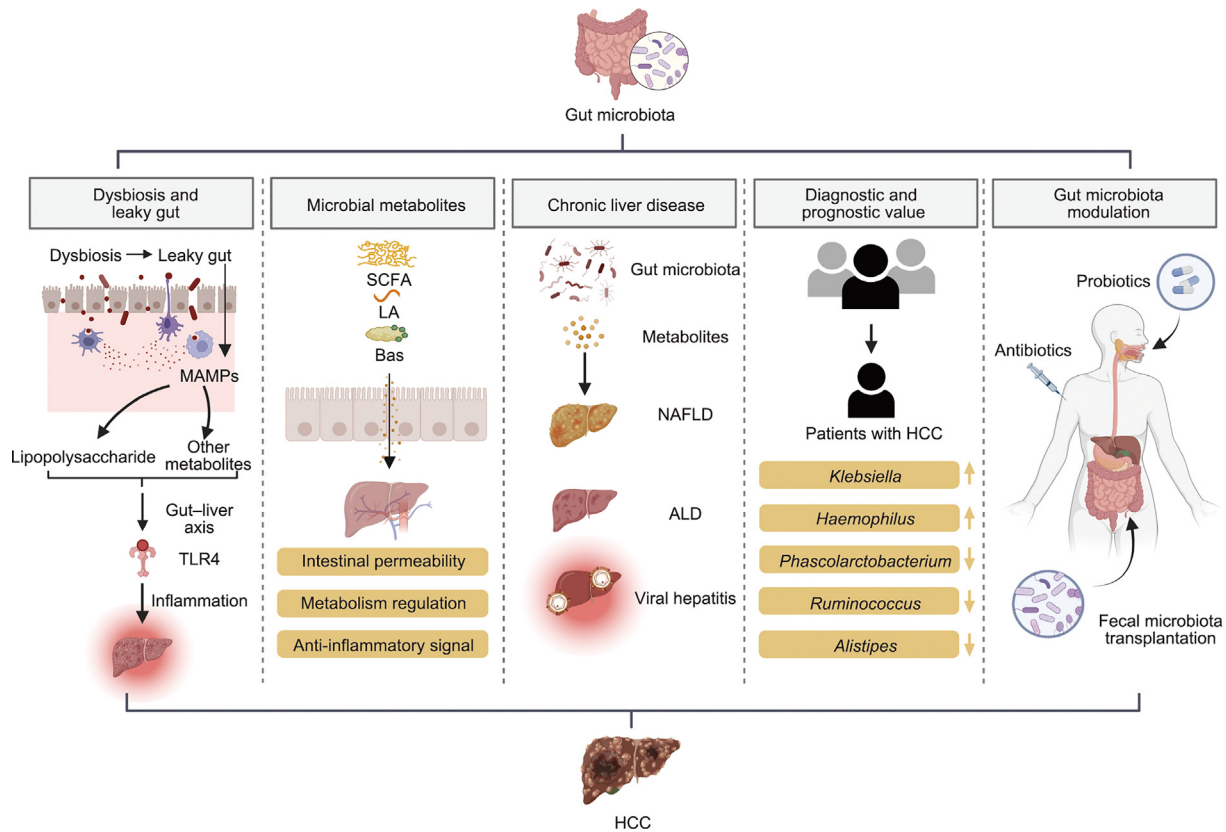 Gut microbiota
Dysbiosis and
leaky gut
Dysbiosis
Leaky gut
MAMPs
Lipopolysaccharide
Other
metabolites
Gut–liver
axis
TLR4
Inflammation
Microbial metabolites
SCFA
LA
Bas
Intestinal permeability
Metabolism regulation
Anti-inflammatory signal
Chronic liver disease
Gut microbiota
Metabolites
NAFLD
ALD
Viral hepatitis
Diagnostic and
prognostic value
Patients with HCC
Klebsiella
Haemophilus
Phascolarctobacterium
Ruminococcus
Alistipes
Gut microbiota
modulation
Probiotics
Antibiotics
Fecal microbiota
transplantation
HCC